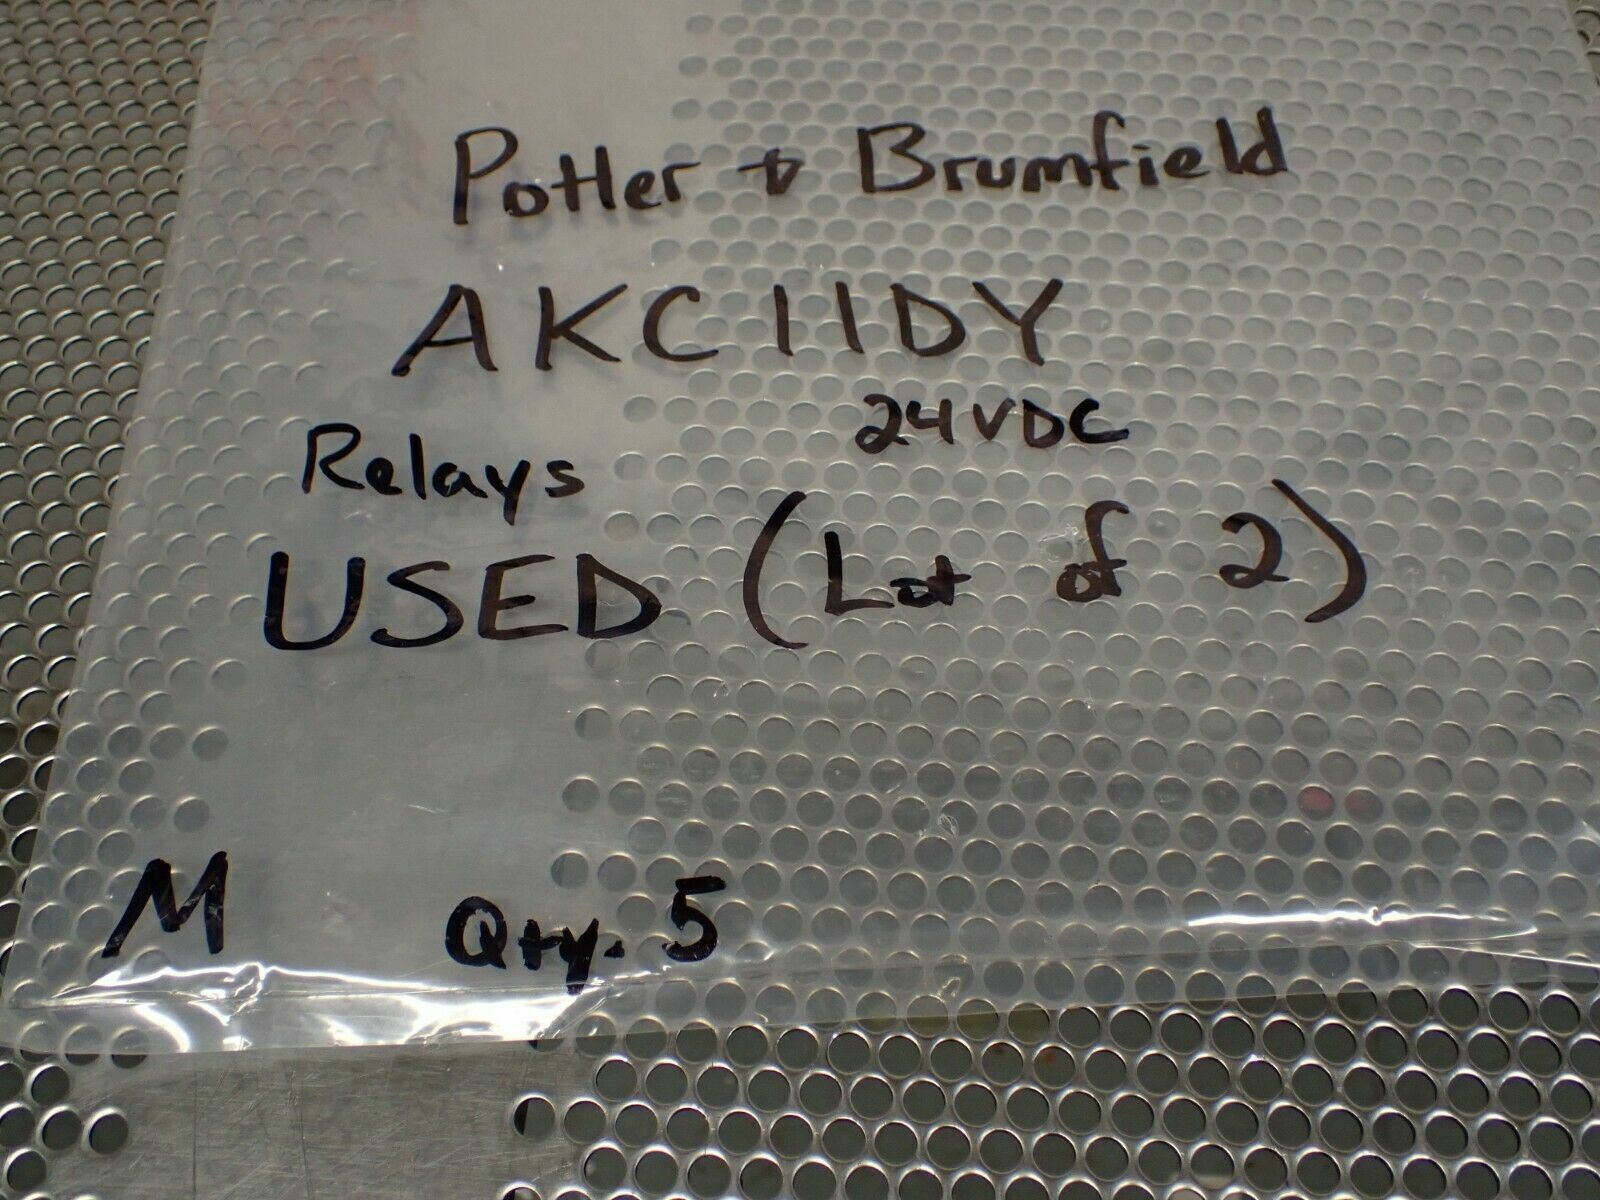 Potter & Brumfield
AKC11DY
24VDC
Relays
USED (Lot of 2)
M Qty. 5